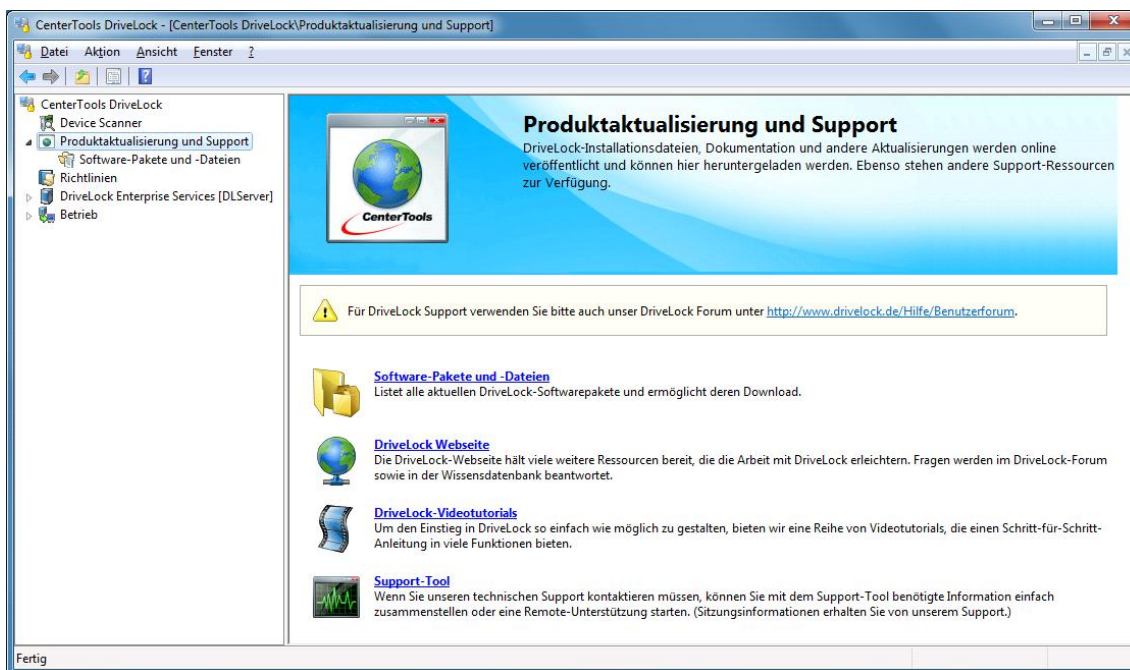 CenterTools DriveLock - [CenterTools DriveLock\Produktaktualisierung und Support]
Datei Aktion Ansicht Fenster ?
CenterTools DriveLock
Device Scanner
Produktaktualisierung und Support
Software-Pakete und -Dateien
Richtlinien
DriveLock Enterprise Services [DLServer]
Betrieb
CenterTools
Produktaktualisierung und Support
DriveLock-Installationsdateien, Dokumentation und andere Aktualisierungen werden online
veröffentlicht und können hier heruntergeladen werden. Ebenso stehen andere Support-Ressourcen
zur Verfügung.
Für DriveLock Support verwenden Sie bitte auch unser DriveLock Forum unter http://www.drivelock.de/Hilfe/Benutzerforum.
Software-Pakete und -Dateien
Listet alle aktuellen DriveLock-Softwarepakete und ermöglicht deren Download.
DriveLock Webseite
Die DriveLock-Webseite hält viele weitere Ressourcen bereit, die die Arbeit mit DriveLock erleichtern. Fragen werden im DriveLock-Forum
sowie in der Wissensdatenbank beantwortet.
DriveLock-Videotutorials
Um den Einstieg in DriveLock so einfach wie möglich zu gestalten, bieten wir eine Reihe von Videotutorials, die einen Schritt-für-Schritt-
Anleitung in viele Funktionen bieten.
Support-Tool
Wenn Sie unseren technischen Support kontaktieren müssen, können Sie mit dem Support-Tool benötigte Information einfach
zusammenstellen oder eine Remote-Unterstützung starten. (Sitzungsinformationen erhalten Sie von unserem Support.)
Fertig